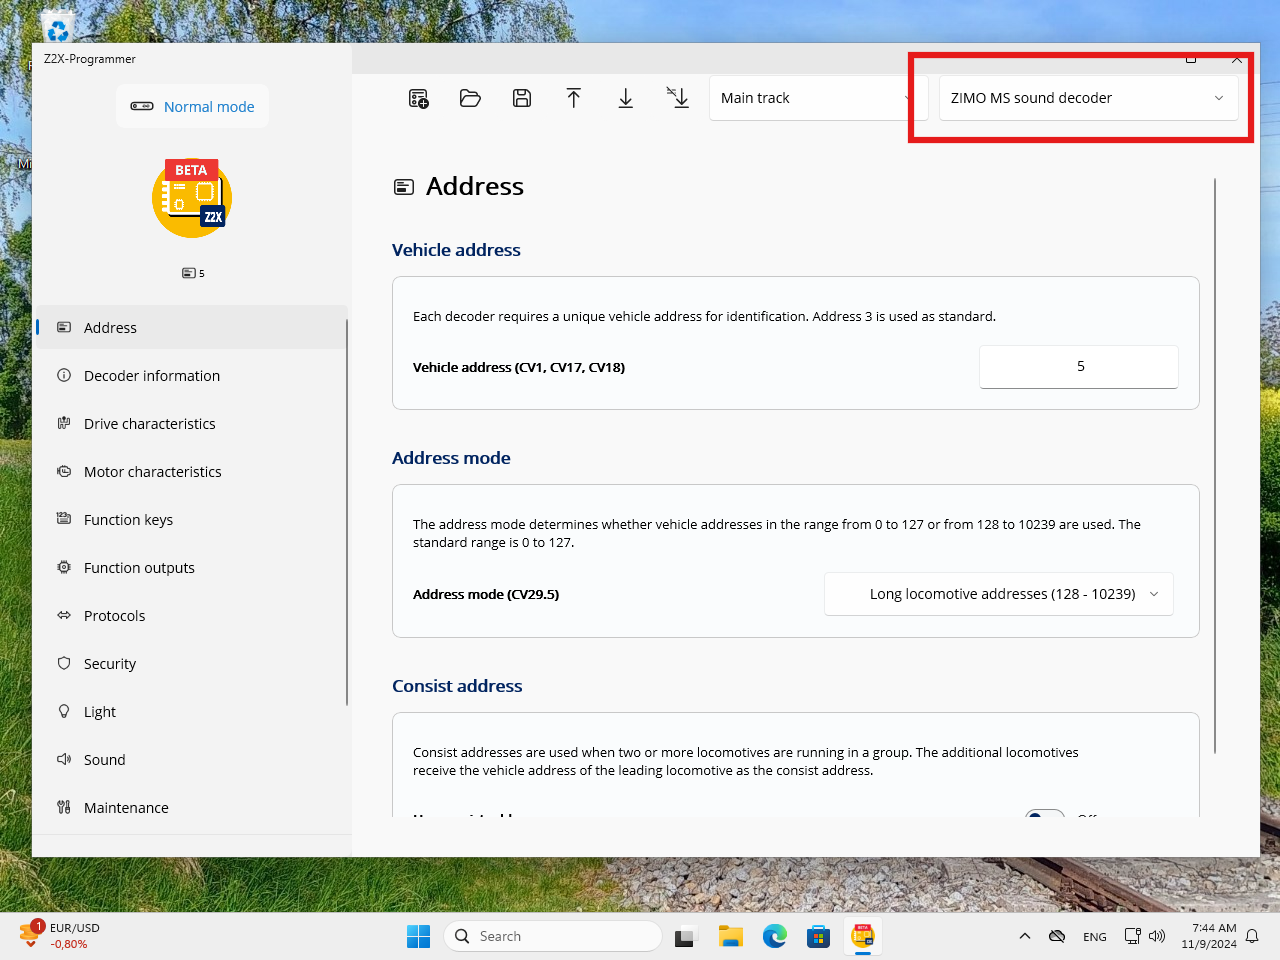 Z2X-Programmer
Normal mode
BETA
Z2X
5
Address
Decoder information
Drive characteristics
Motor characteristics
Function keys
Function outputs
Protocols
Security
Light
Sound
Maintenance
Main track
ZIMO MS sound decoder
Address
Vehicle address
Each decoder requires a unique vehicle address for identification. Address 3 is used as standard.
Vehicle address (CV1, CV17, CV18)
5
Address mode
The address mode determines whether vehicle addresses in the range from 0 to 127 or from 128 to 10239 are used. The
standard range is 0 to 127.
Address mode (CV29.5)
Long locomotive addresses (128 - 10239)
Consist address
Consist addresses are used when two or more locomotives are running in a group. The additional locomotives
receive the vehicle address of the leading locomotive as the consist address.
1
EUR/USD
-0,80%
Search
BETA
ENG
7:44 AM
11/9/2024